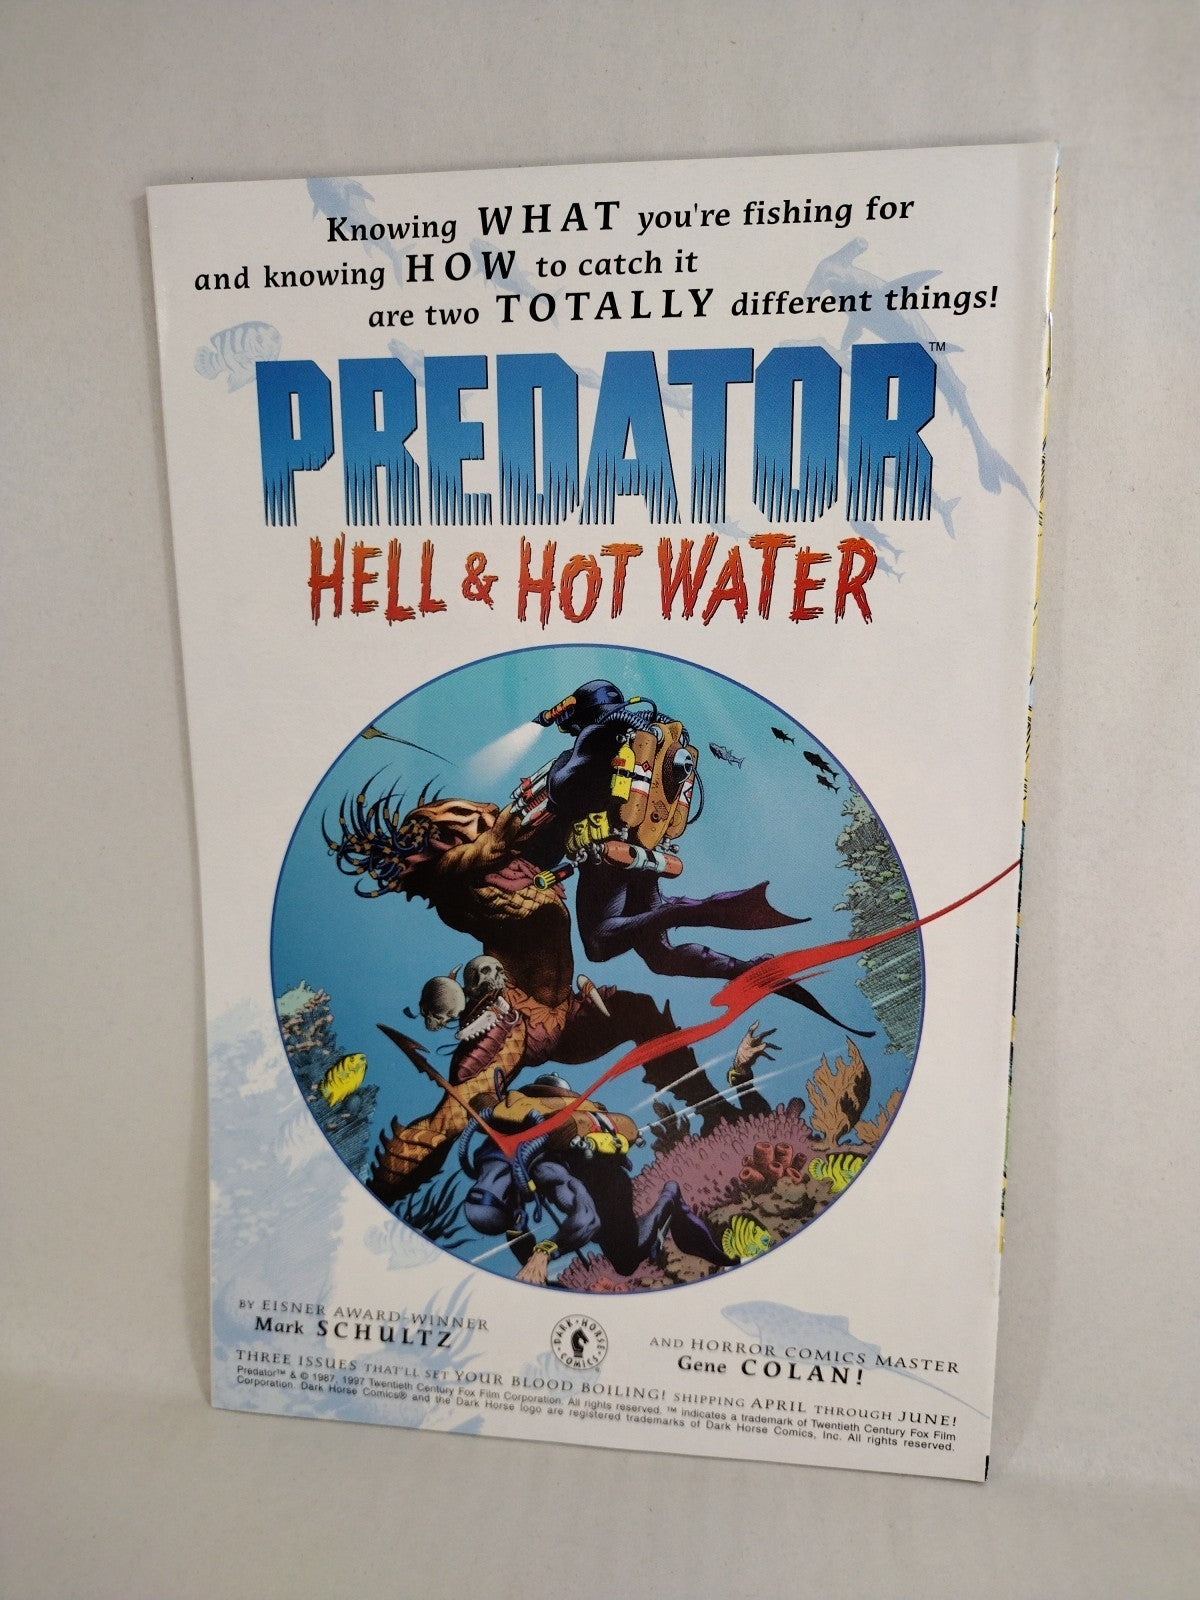 Knowing WHAT you're fishing for
and knowing HOW to catch it
are two TOTALLY different things!
PREDATOR™
HELL & HOT WATER
BY EISNER AWARD-WINNER
Mark SCHULTZ
DARK HORSE COMICS
AND HORROR COMICS MASTER
Gene COLAN!
THREE ISSUES THAT'LL SET YOUR BLOOD BOILING! SHIPPING APRIL THROUGH JUNE!
Predator™ & © 1987, 1997 Twentieth Century Fox Film Corporation. All rights reserved. ™ indicates a trademark of Twentieth Century Fox Film
Corporation. Dark Horse Comics® and the Dark Horse logo are registered trademarks of Dark Horse Comics, Inc. All rights reserved.